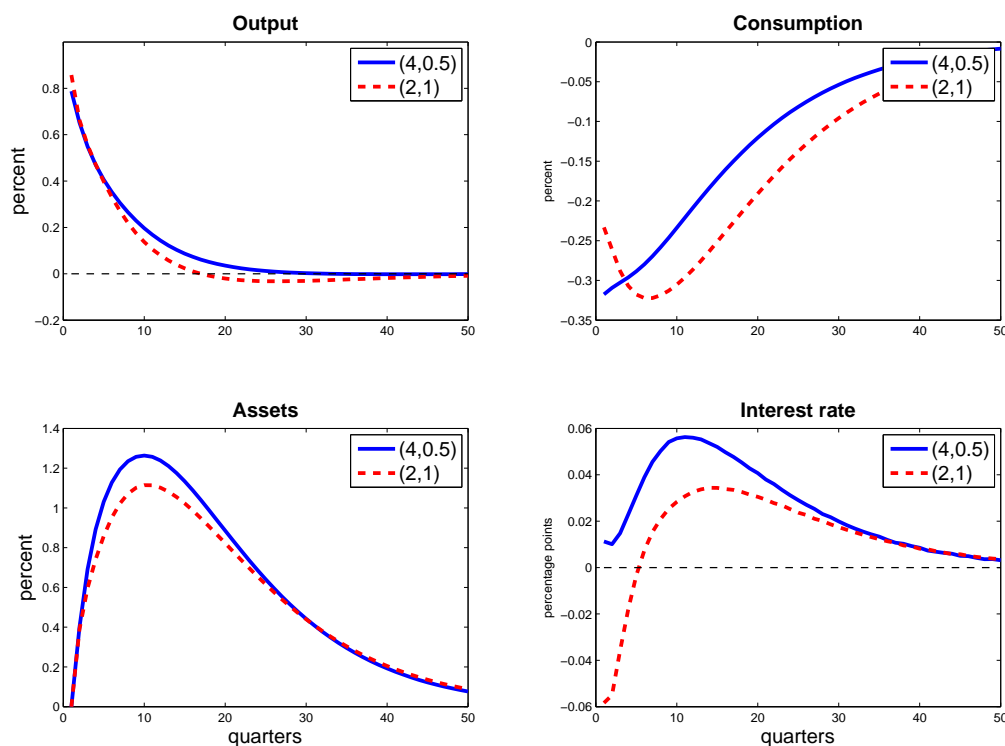 Output
percent
0.8
0.6
0.4
0.2
0
−0.2
0 10 20 30 40 50
(4,0.5)
(2,1)
Consumption
percent
0
−0.05
−0.1
−0.15
−0.2
−0.25
−0.3
−0.35
0 10 20 30 40 50
(4,0.5)
(2,1)
Assets
percent
1.4
1.2
1
0.8
0.6
0.4
0.2
0
0 10 20 30 40 50
quarters
(4,0.5)
(2,1)
Interest rate
percentage points
0.06
0.04
0.02
0
−0.02
−0.04
−0.06
0 10 20 30 40 50
quarters
(4,0.5)
(2,1)